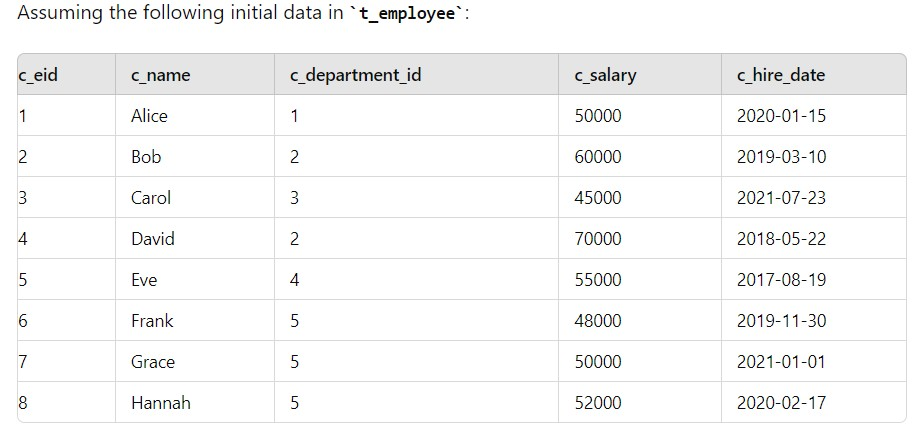 Assuming the following initial data in `t_employee`:
c_eid c_name c_department_id c_salary c_hire_date
1 Alice 1 50000 2020-01-15
2 Bob 2 60000 2019-03-10
3 Carol 3 45000 2021-07-23
4 David 2 70000 2018-05-22
5 Eve 4 55000 2017-08-19
6 Frank 5 48000 2019-11-30
7 Grace 5 50000 2021-01-01
8 Hannah 5 52000 2020-02-17